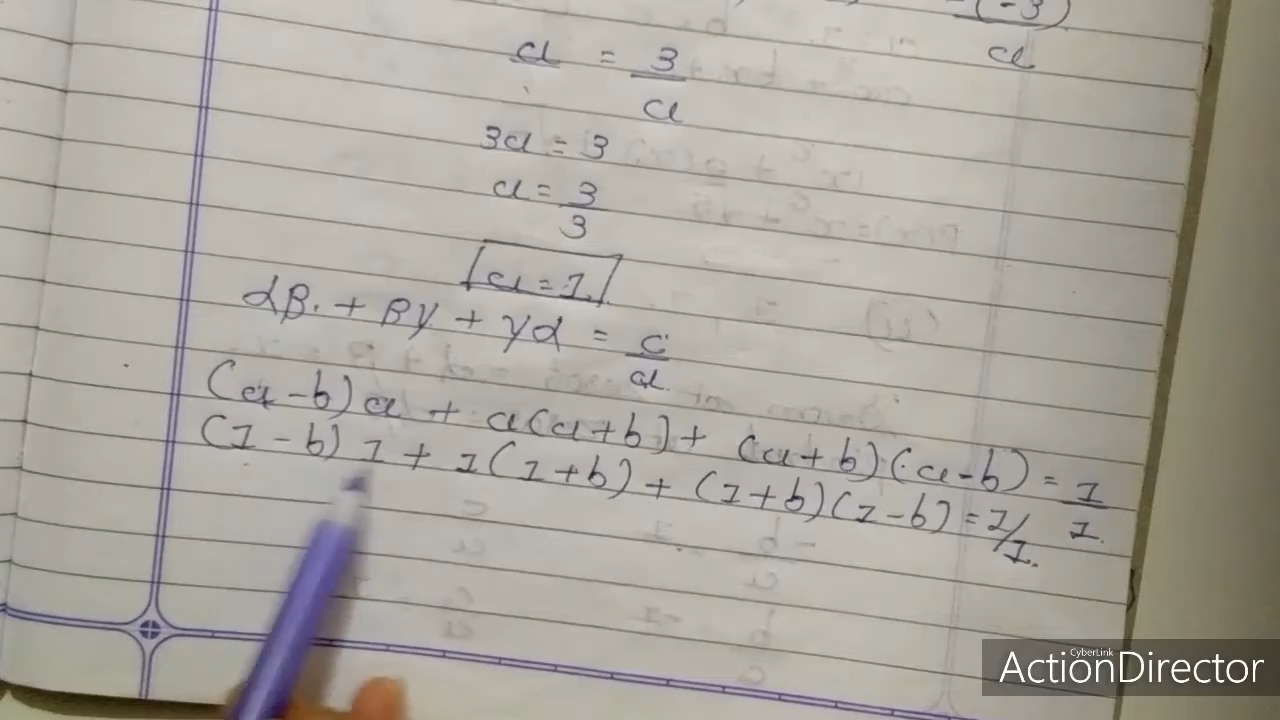 -(-3)
a
a = 3
a
3a = 3
a = 3
3
a = 1.
αβ. + βγ + γα = c
a.
(a-b)a + a(a+b) + (a+b)(a-b) = 1
1.
(1-b)1 + 1(1+b) + (1+b)(1-b) = 1/1.
CyberLink
ActionDirector